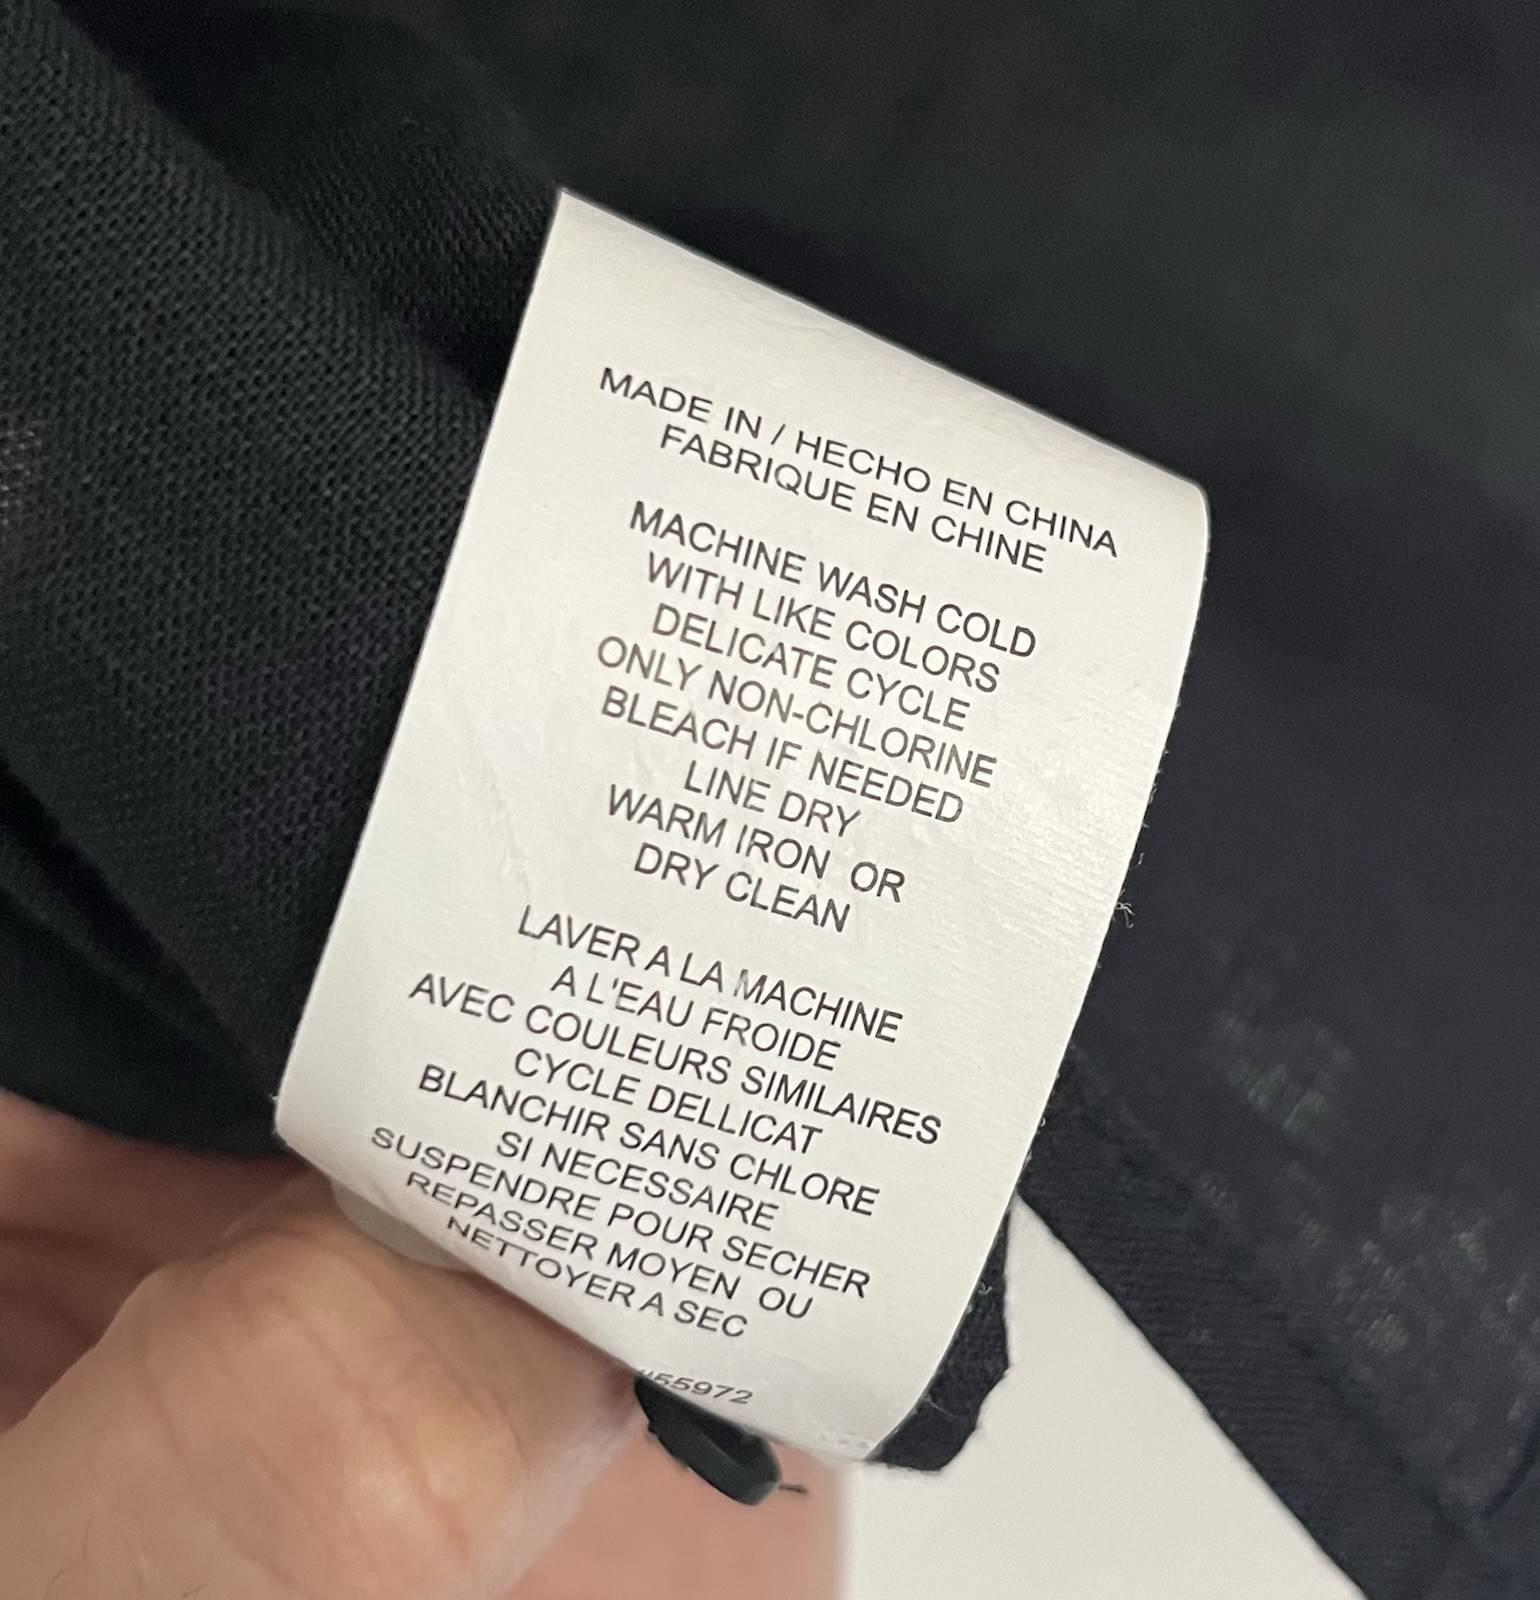 MADE IN / HECHO EN CHINA
FABRIQUE EN CHINE
MACHINE WASH COLD
WITH LIKE COLORS
DELICATE CYCLE
ONLY NON-CHLORINE
BLEACH IF NEEDED
LINE DRY
WARM IRON OR
DRY CLEAN
LAVER A LA MACHINE
A L'EAU FROIDE
AVEC COULEURS SIMILAIRES
CYCLE DELLICAT
BLANCHIR SANS CHLORE
SI NECESSAIRE
SUSPENDRE POUR SECHER
REPASSER MOYEN OU
NETTOYER A SEC